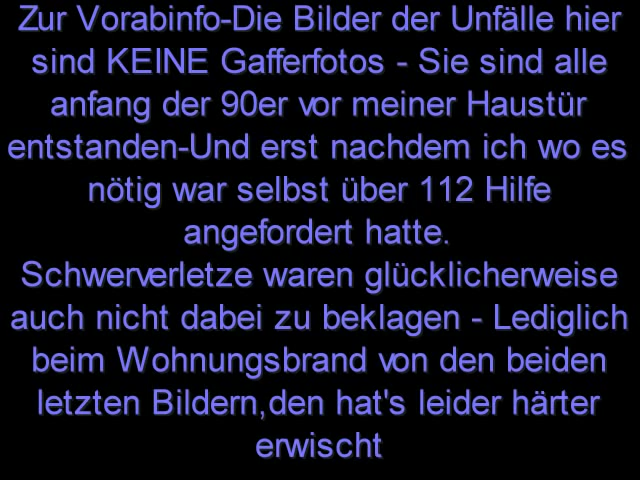 Zur Vorabinfo-Die Bilder der Unfälle hier
sind KEINE Gafferfotos - Sie sind alle
anfang der 90er vor meiner Haustür
entstanden-Und erst nachdem ich wo es
nötig war selbst über 112 Hilfe
angefordert hatte.
Schwerverletze waren glücklicherweise
auch nicht dabei zu beklagen - Lediglich
beim Wohnungsbrand von den beiden
letzten Bildern,den hat's leider härter
erwischt